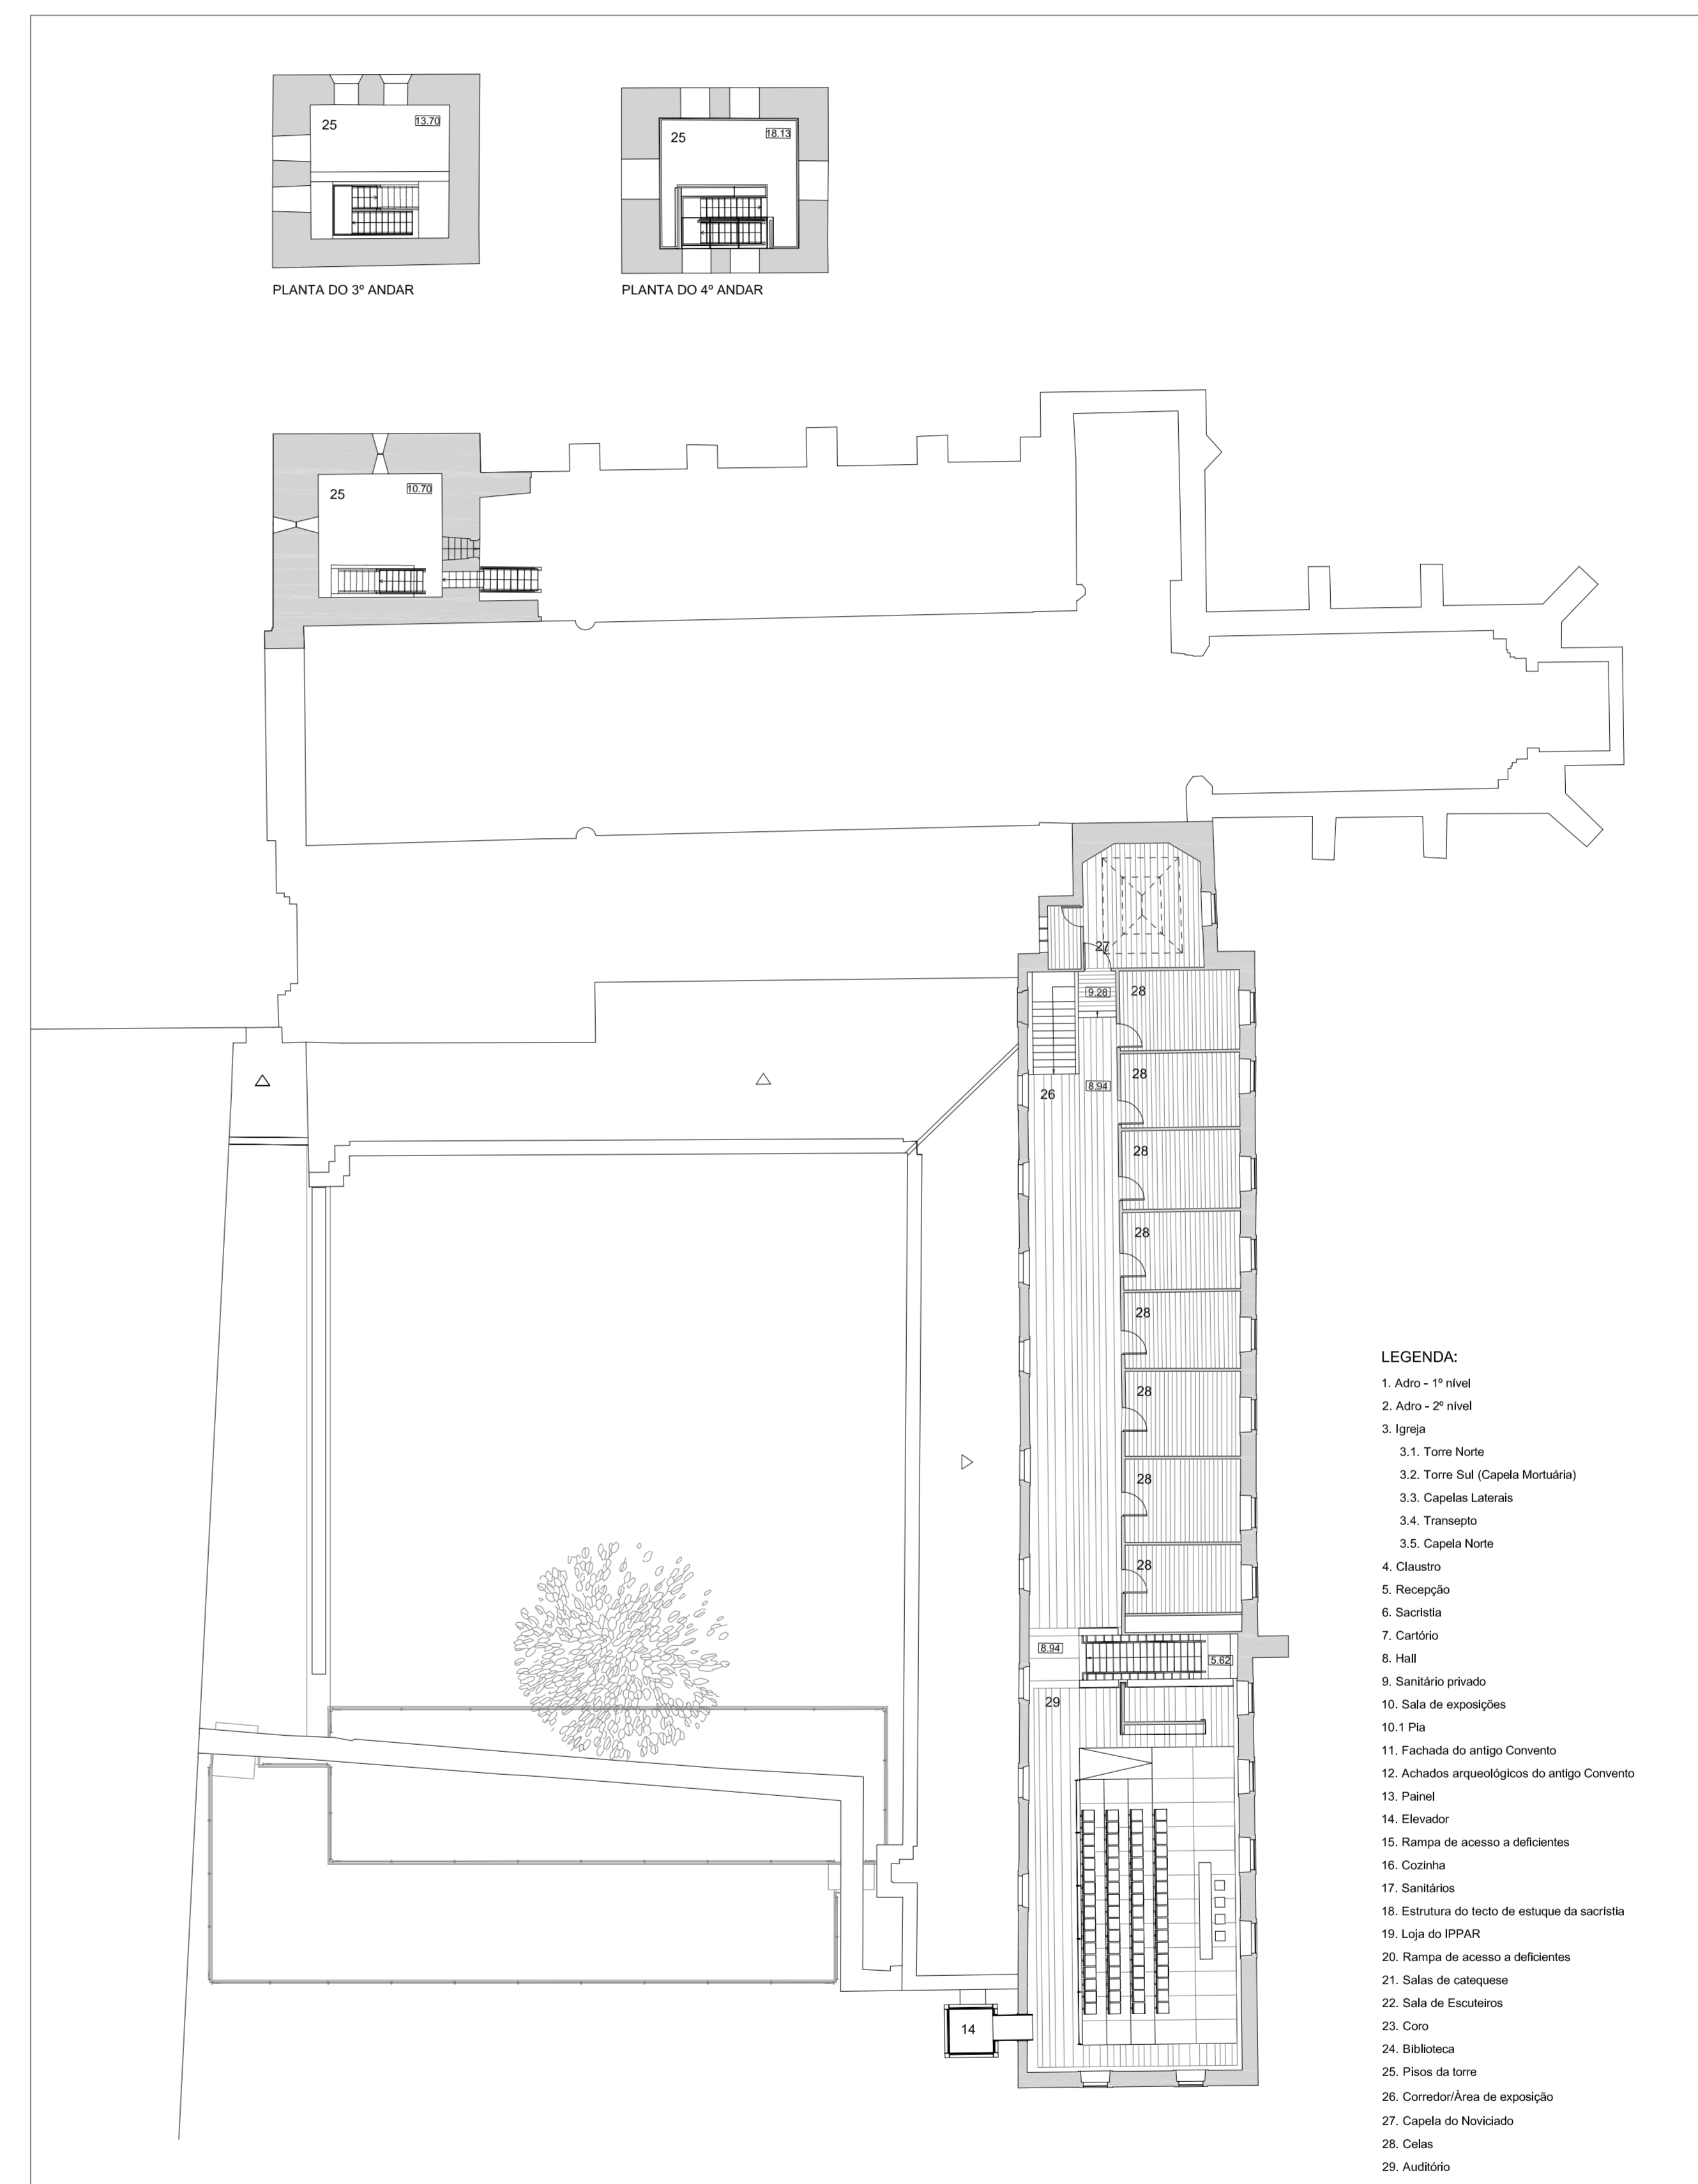 25
13.70
25
18.13
PLANTA DO 3º ANDAR
PLANTA DO 4º ANDAR
25
10.70
27
9.28
28
28
8.94
26
28
28
28
28
28
28
8.94
5.62
29
14
LEGENDA:
1. Adro - 1º nível
2. Adro - 2º nível
3. Igreja
3.1. Torre Norte
3.2. Torre Sul (Capela Mortuária)
3.3. Capelas Laterais
3.4. Transepto
3.5. Capela Norte
4. Claustro
5. Recepção
6. Sacristia
7. Cartório
8. Hall
9. Sanitário privado
10. Sala de exposições
10.1 Pia
11. Fachada do antigo Convento
12. Achados arqueológicos do antigo Convento
13. Painel
14. Elevador
15. Rampa de acesso a deficientes
16. Cozinha
17. Sanitários
18. Estrutura do tecto de estuque da sacristia
19. Loja do IPPAR
20. Rampa de acesso a deficientes
21. Salas de catequese
22. Sala de Escuteiros
23. Coro
24. Biblioteca
25. Pisos da torre
26. Corredor/Àrea de exposição
27. Capela do Noviciado
28. Celas
29. Auditório